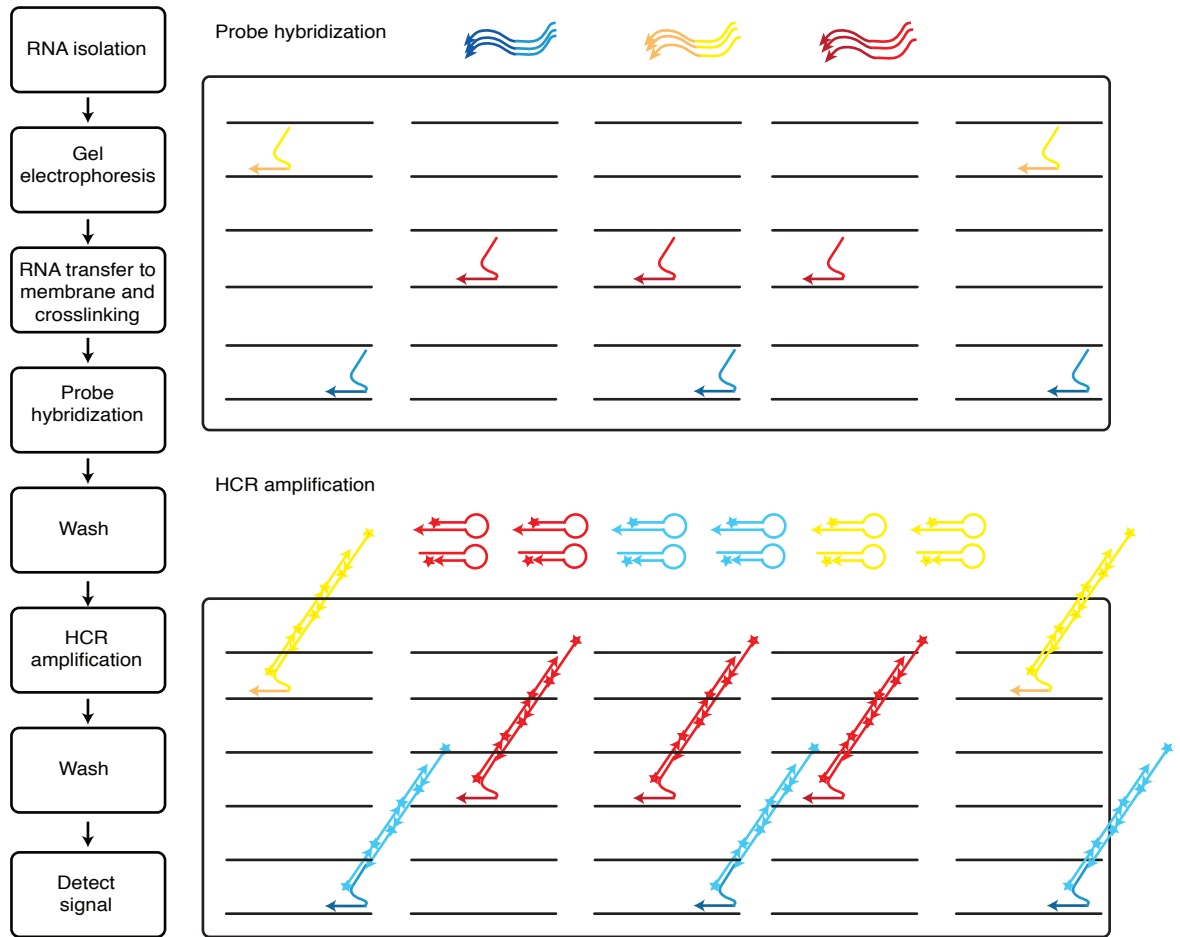 RNA isolation
Gel
electrophoresis
RNA transfer to
membrane and
crosslinking
Probe
hybridization
Wash
HCR
amplification
Wash
Detect
signal
Probe hybridization
HCR amplification